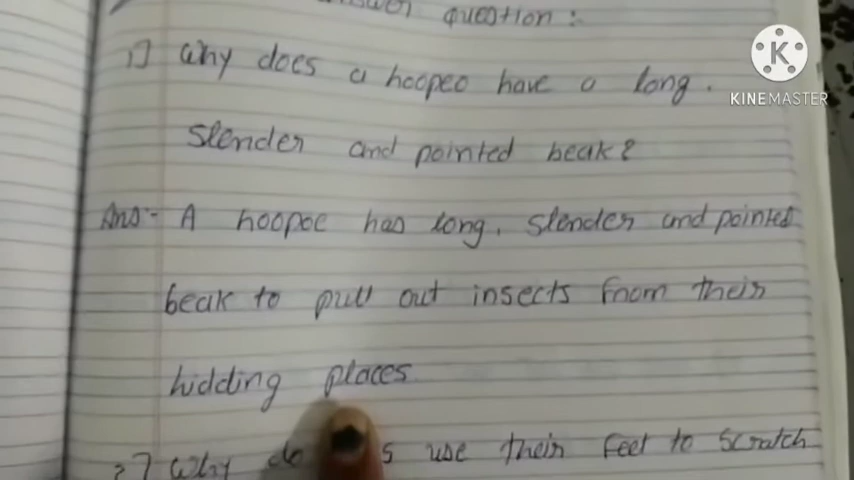 question :
1] Why does a hoopeo have a long.
K
KINEMASTER
Slender and pointed beak?
Ans:- A hoopoe has long, Slender and pointed
beak to pull out insects from their
hidding places
2] Why use their feet to scratch